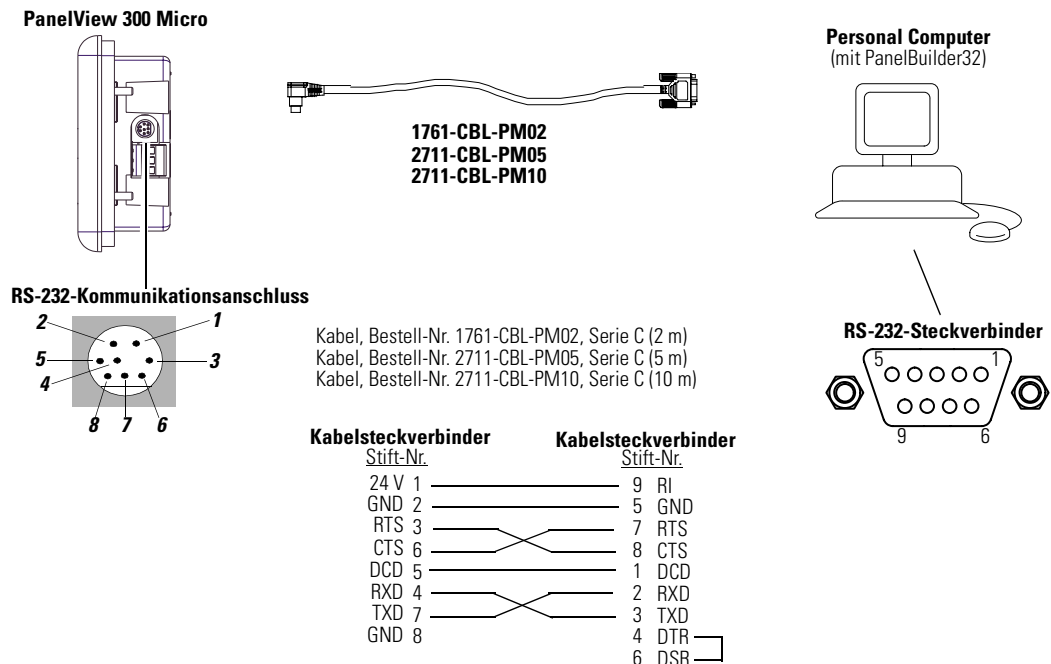 PanelView 300 Micro
Personal Computer
(mit PanelBuilder32)
1761-CBL-PM02
2711-CBL-PM05
2711-CBL-PM10
RS-232-Kommunikationsanschluss
2
1
5
3
4
8 7 6
Kabel, Bestell-Nr. 1761-CBL-PM02, Serie C (2 m)
Kabel, Bestell-Nr. 2711-CBL-PM05, Serie C (5 m)
Kabel, Bestell-Nr. 2711-CBL-PM10, Serie C (10 m)
RS-232-Steckverbinder
5 1
9 6
Kabelsteckverbinder Kabelsteckverbinder
Stift-Nr. Stift-Nr.
24 V 1 9 RI
GND 2 5 GND
RTS 3 7 RTS
CTS 6 8 CTS
DCD 5 1 DCD
RXD 4 2 RXD
TXD 7 3 TXD
GND 8 4 DTR
6 DSR